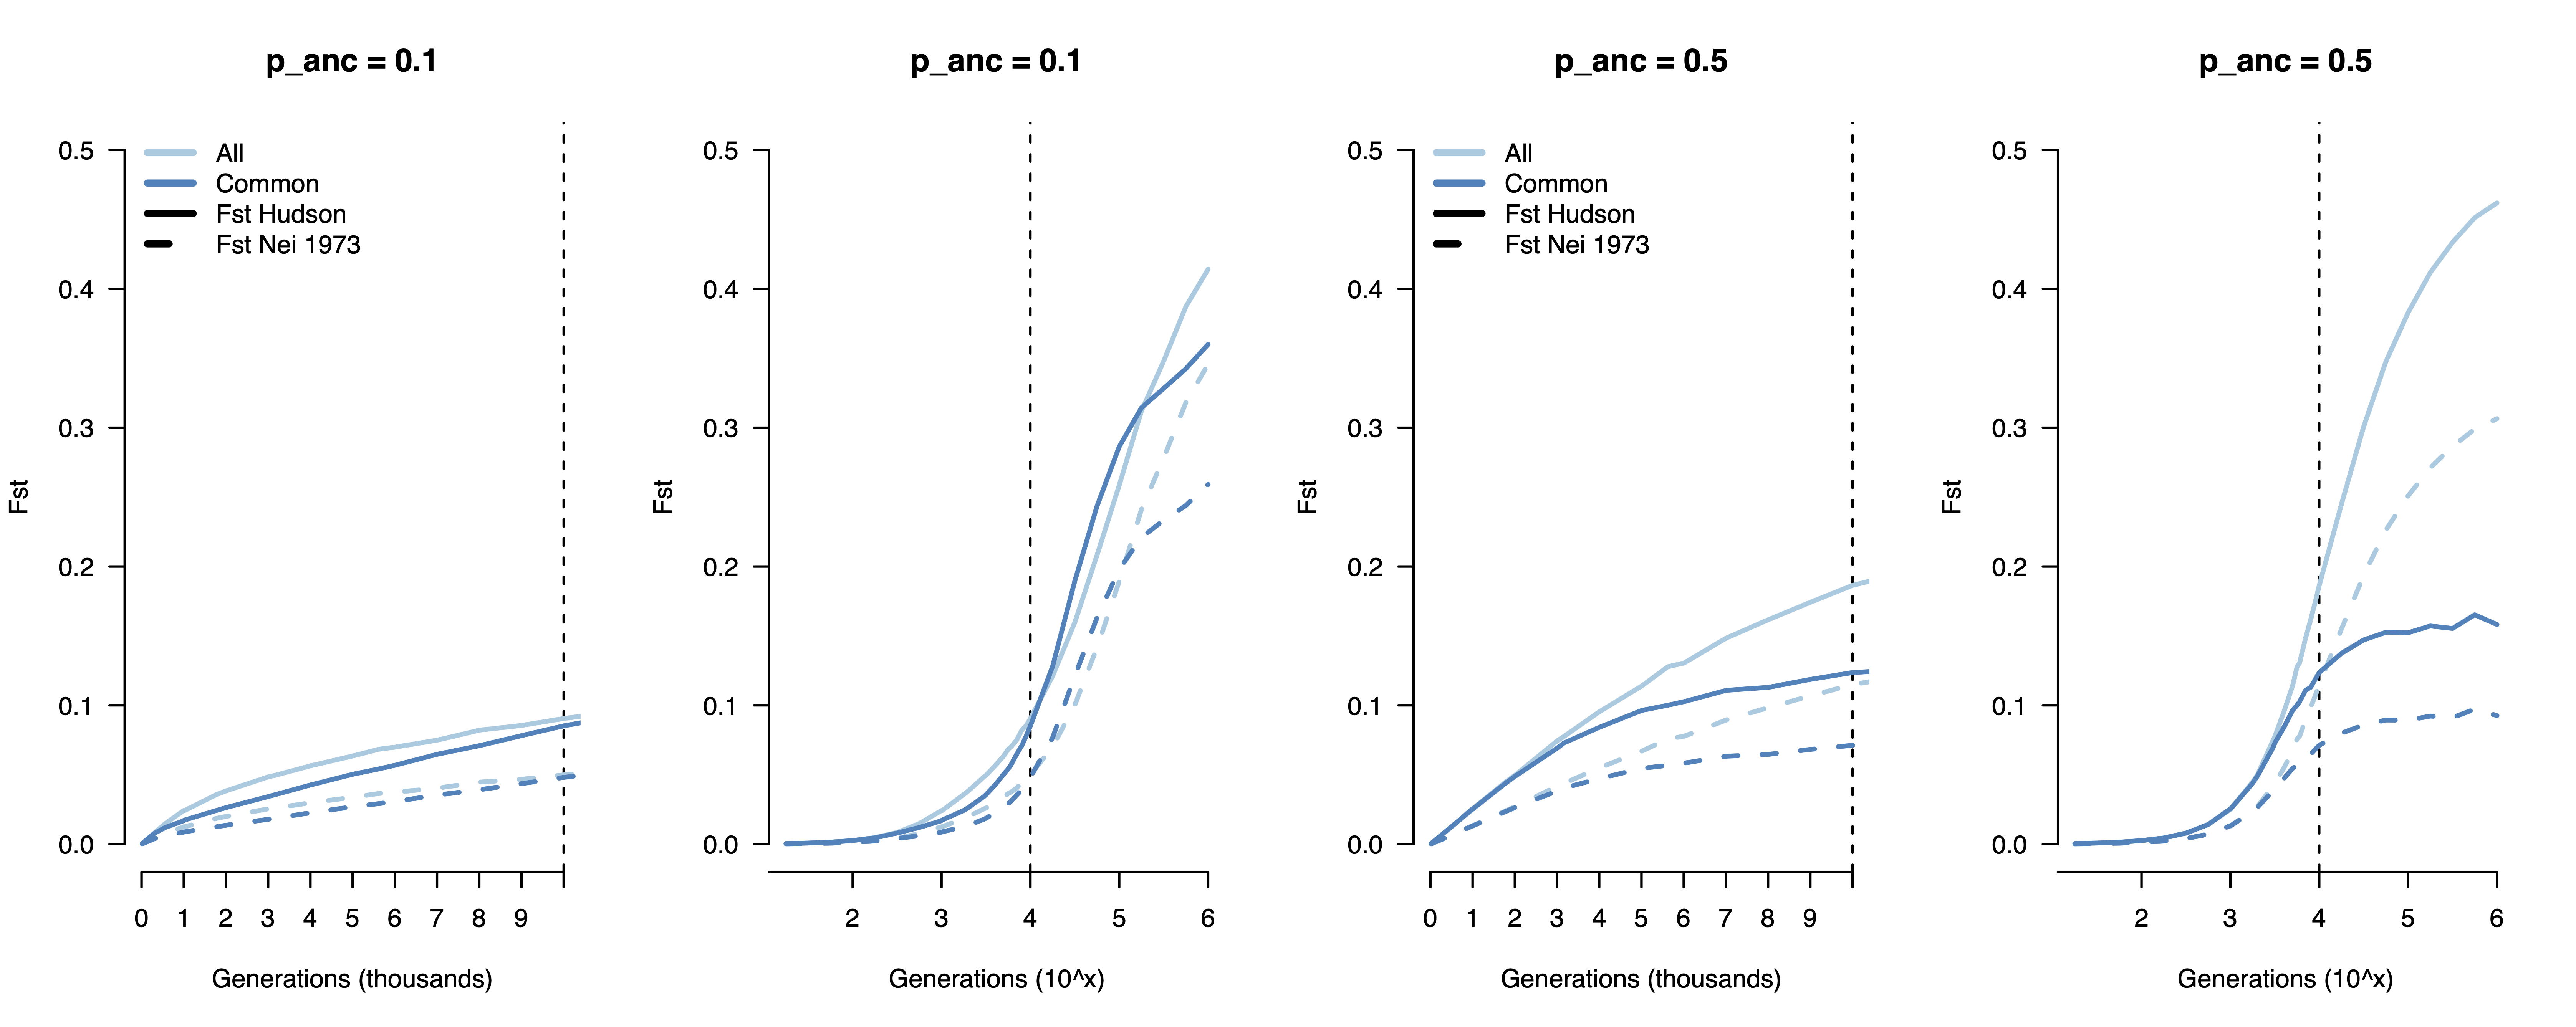 p_anc = 0.1
0.5
0.4
0.3
0.2
0.1
0.0
Fst
All
Common
Fst Hudson
Fst Nei 1973
0 1 2 3 4 5 6 7 8 9
Generations (thousands)
p_anc = 0.1
0.5
0.4
0.3
0.2
0.1
0.0
Fst
2 3 4 5 6
Generations (10^x)
p_anc = 0.5
0.5
0.4
0.3
0.2
0.1
0.0
Fst
All
Common
Fst Hudson
Fst Nei 1973
0 1 2 3 4 5 6 7 8 9
Generations (thousands)
p_anc = 0.5
0.5
0.4
0.3
0.2
0.1
0.0
Fst
2 3 4 5 6
Generations (10^x)